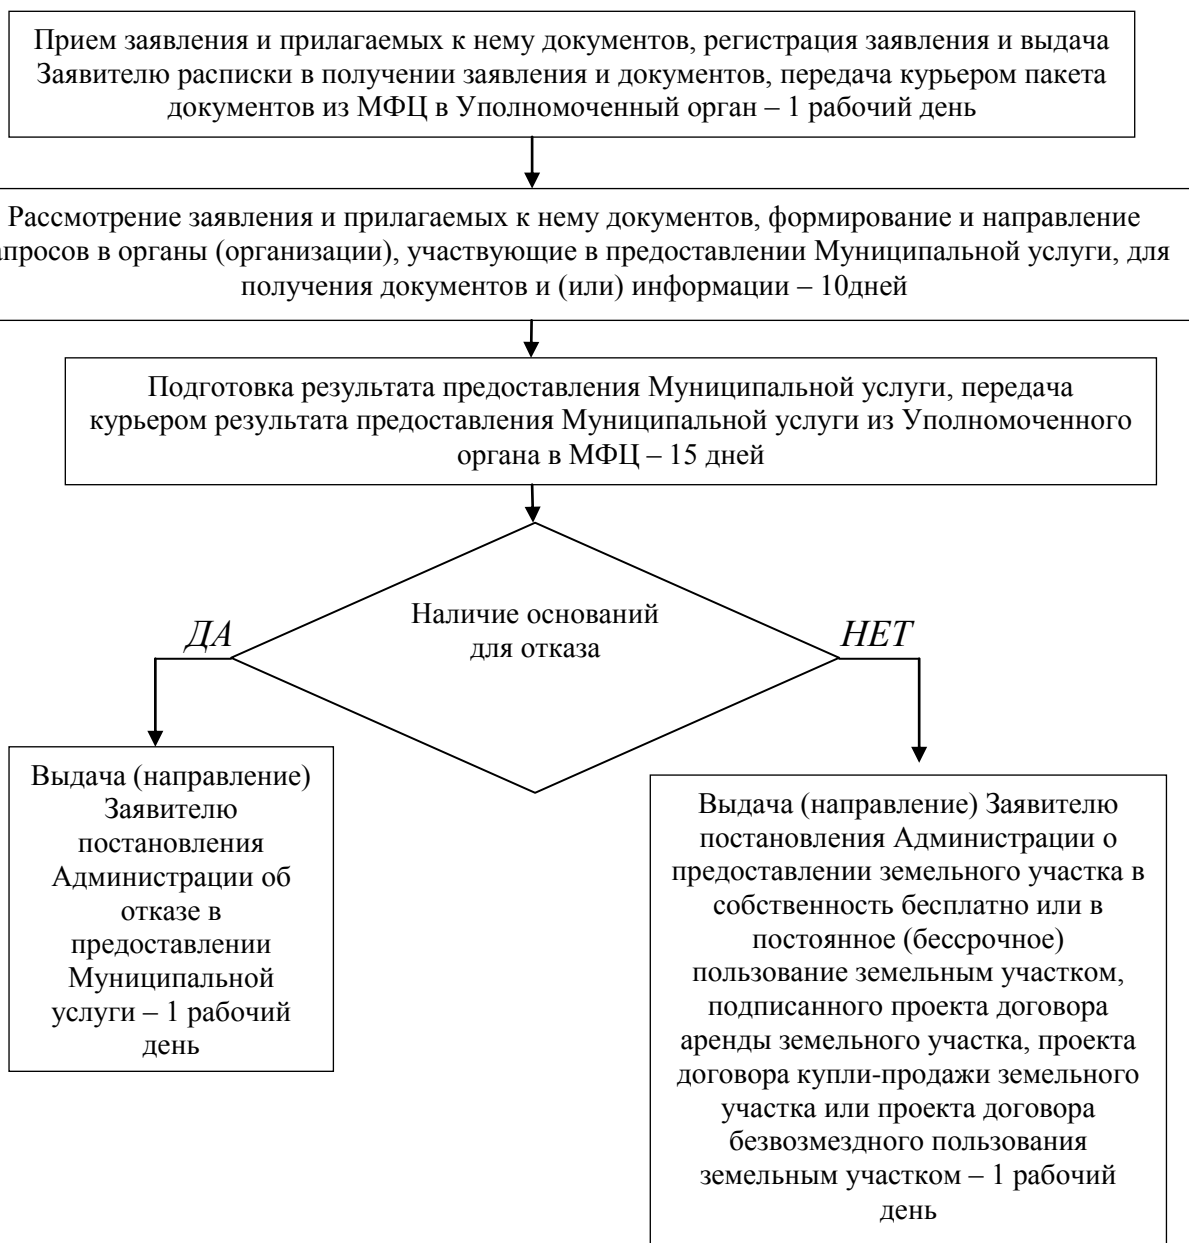 Прием заявления и прилагаемых к нему документов, регистрация заявления и выдача
Заявителю расписки в получении заявления и документов, передача курьером пакета
документов из МФЦ в Уполномоченный орган – 1 рабочий день
Рассмотрение заявления и прилагаемых к нему документов, формирование и направление
апросов в органы (организации), участвующие в предоставлении Муниципальной услуги, для
получения документов и (или) информации – 10дней
Подготовка результата предоставления Муниципальной услуги, передача
курьером результата предоставления Муниципальной услуги из Уполномоченного
органа в МФЦ – 15 дней
Наличие оснований
для отказа
ДА
НЕТ
Выдача (направление)
Заявителю
постановления
Администрации об
отказе в
предоставлении
Муниципальной
услуги – 1 рабочий
день
Выдача (направление) Заявителю
постановления Администрации о
предоставлении земельного участка в
собственность бесплатно или в
постоянное (бессрочное)
пользование земельным участком,
подписанного проекта договора
аренды земельного участка, проекта
договора купли-продажи земельного
участка или проекта договора
безвозмездного пользования
земельным участком – 1 рабочий
день